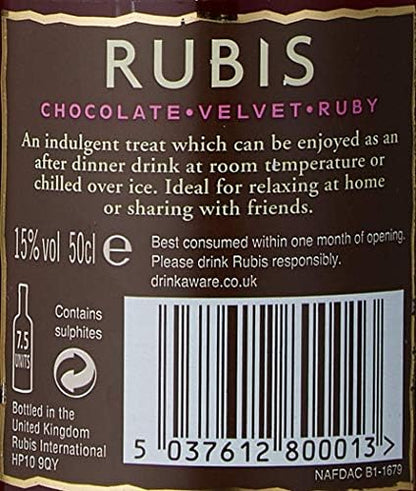 RUBIS
CHOCOLATE•VELVET•RUBY
An indulgent treat which can be enjoyed as an
after dinner drink at room temperature or
chilled over ice. Ideal for relaxing at home
or sharing with friends.
15% vol 50cl e
Best consumed within one month of opening.
Please drink Rubis responsibly.
drinkaware.co.uk
7.5
UNITS
Contains
sulphites
Bottled in the
United Kingdom
Rubis International
HP10 9QY
5 037612 800013 >
NAFDAC B1-1679